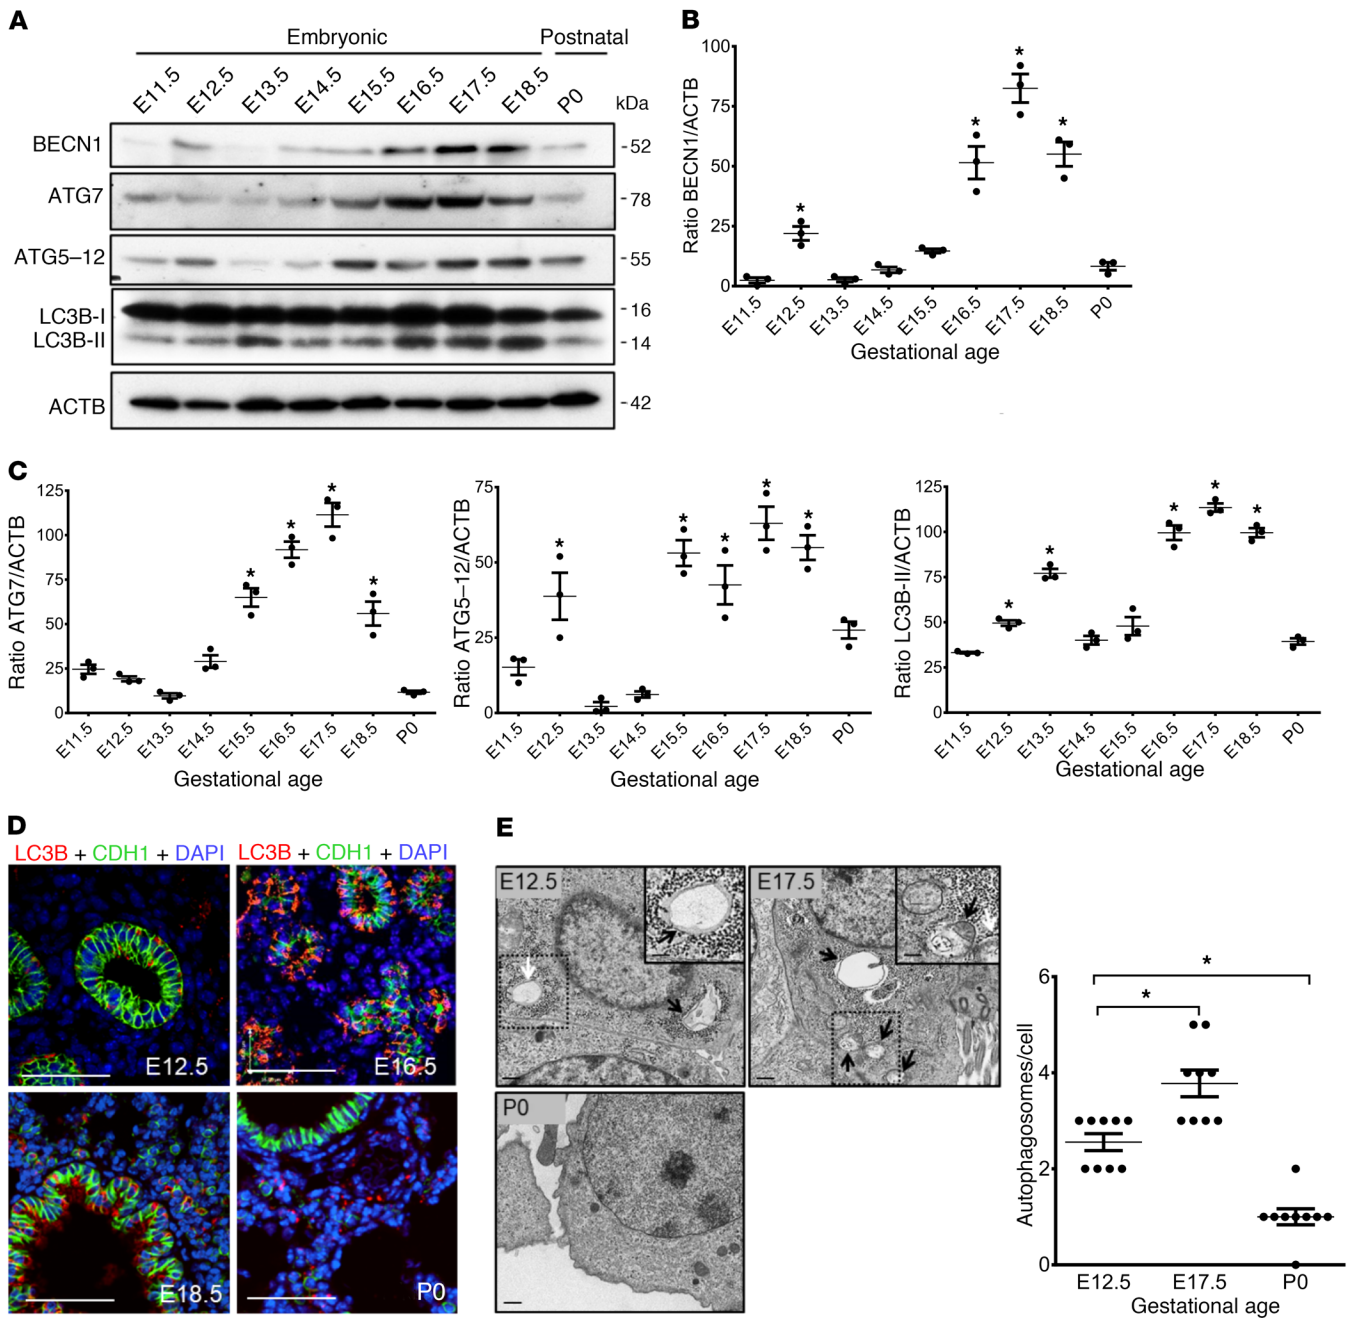 A
Embryonic
Postnatal
E11.5 E12.5 E13.5 E14.5 E15.5 E16.5 E17.5 E18.5 P0
kDa
BECN1
-52
ATG7
-78
ATG5–12
-55
LC3B-I
-16
LC3B-II
-14
ACTB
-42
B
Ratio BECN1/ACTB
100
75
50
25
0
* * * *
E11.5 E12.5 E13.5 E14.5 E15.5 E16.5 E17.5 E18.5 P0
Gestational age
C
Ratio ATG7/ACTB
125
100
75
50
25
0
* * * *
E11.5 E12.5 E13.5 E14.5 E15.5 E16.5 E17.5 E18.5 P0
Gestational age
Ratio ATG5–12/ACTB
75
50
25
0
* * * * *
E11.5 E12.5 E13.5 E14.5 E15.5 E16.5 E17.5 E18.5 P0
Gestational age
Ratio LC3B-II/ACTB
125
100
75
50
25
0
* * * * *
E11.5 E12.5 E13.5 E14.5 E15.5 E16.5 E17.5 E18.5 P0
Gestational age
D
LC3B + CDH1 + DAPI
LC3B + CDH1 + DAPI
E12.5
E16.5
E18.5
P0
E
E12.5
E17.5
P0
Autophagosomes/cell
6
4
2
0
*
*
E12.5 E17.5 P0
Gestational age